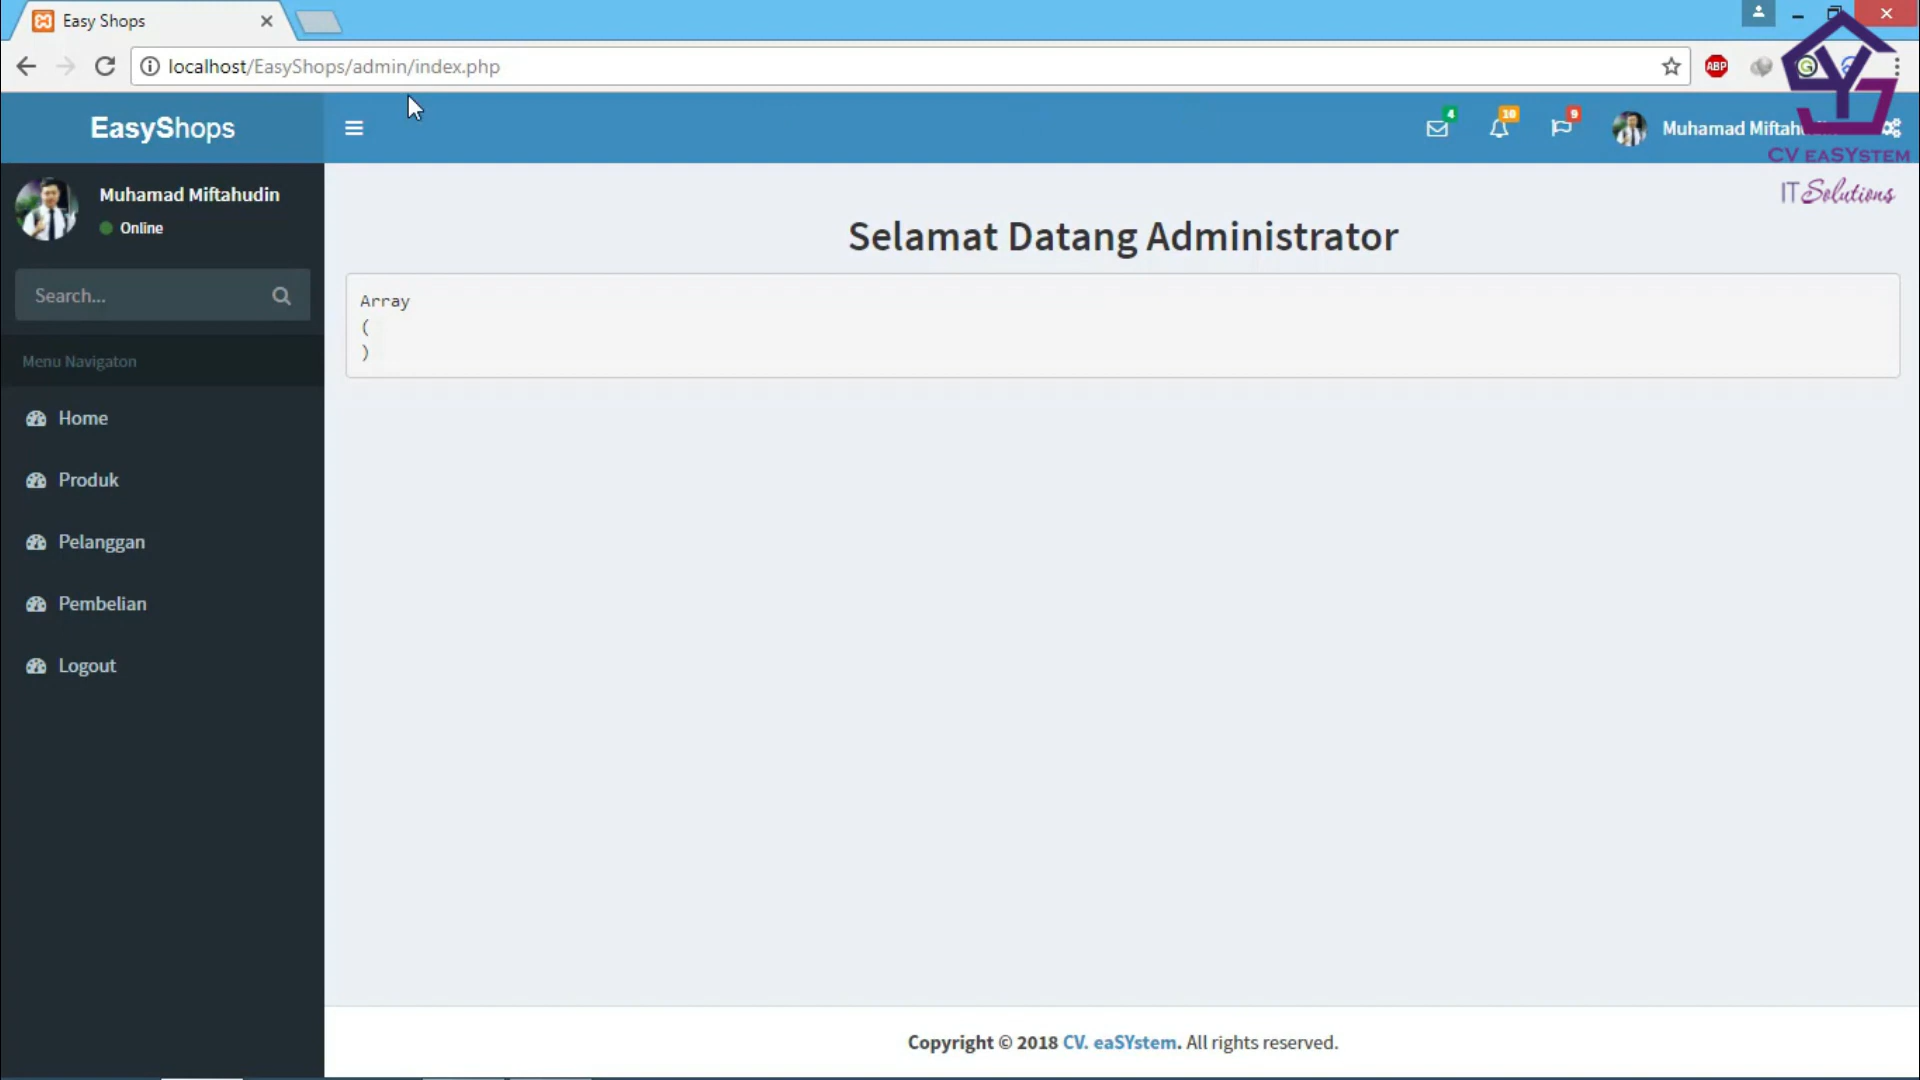 Easy Shops
localhost/EasyShops/admin/index.php
ABP
EasyShops
4
10
9
Muhamad Miftahudin
CV eaSYstem
IT Solutions
Muhamad Miftahudin
Online
Search...
Menu Navigaton
Home
Produk
Pelanggan
Pembelian
Logout
Selamat Datang Administrator
Array
(
)
Copyright © 2018 CV. eaSYstem. All rights reserved.